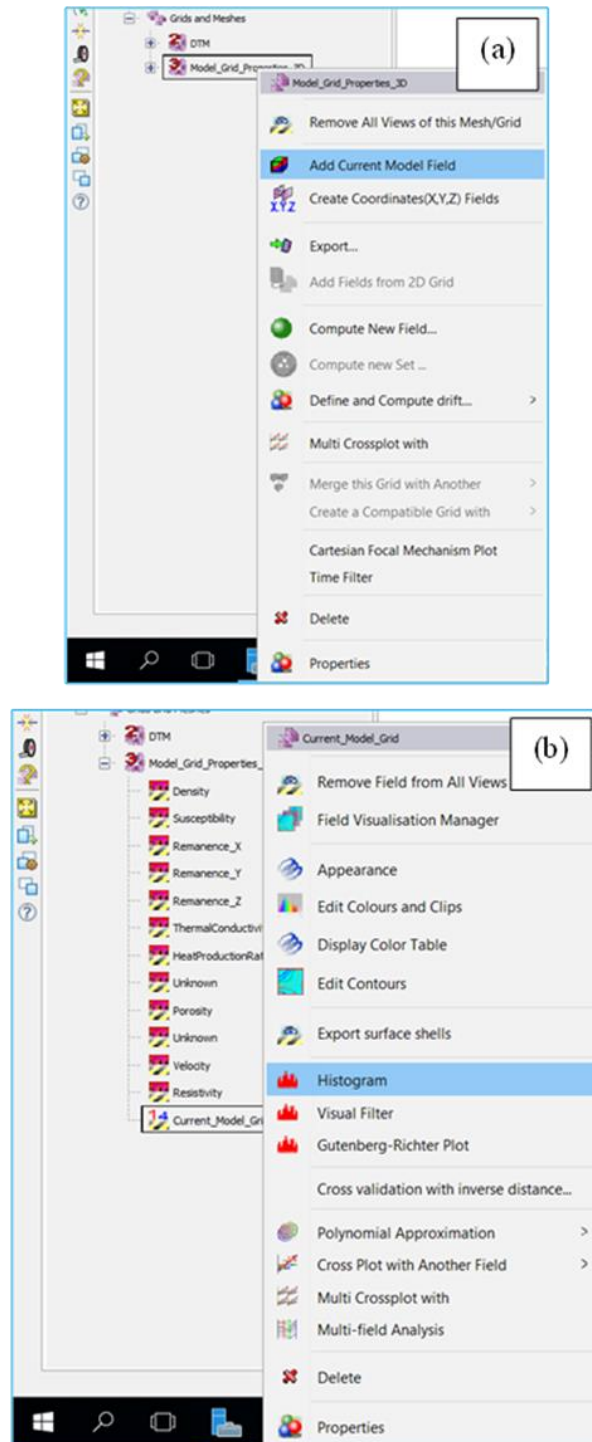 Grids and Meshes
(a)
DTM
Model_Grid_Properties_3D
Model_Grid_Properties_3D
Remove All Views of this Mesh/Grid
Add Current Model Field
X,Y,Z
Create Coordinates(X,Y,Z) Fields
Export...
Add Fields from 2D Grid
Compute New Field...
Compute new Set ...
Define and Compute drift... >
Multi Crossplot with
Merge this Grid with Another >
Create a Compatible Grid with >
Cartesian Focal Mechanism Plot
Time Filter
Delete
Properties
(b)
DTM
Current_Model_Grid
Model_Grid_Properties_
Remove Field from All Views
Density
Field Visualisation Manager
Susceptibility
Remanence_X
Appearance
Remanence_Y
Edit Colours and Clips
Remanence_Z
Display Color Table
ThermalConductivi
HeatProductionRat
Edit Contours
Unknown
Porosity
Export surface shells
Unknown
Velocity
Histogram
Resistivity
Visual Filter
Current_Model_Gri
Gutenberg-Richter Plot
Cross validation with inverse distance...
Polynomial Approximation >
Cross Plot with Another Field >
Multi Crossplot with
Multi-field Analysis
Delete
Properties